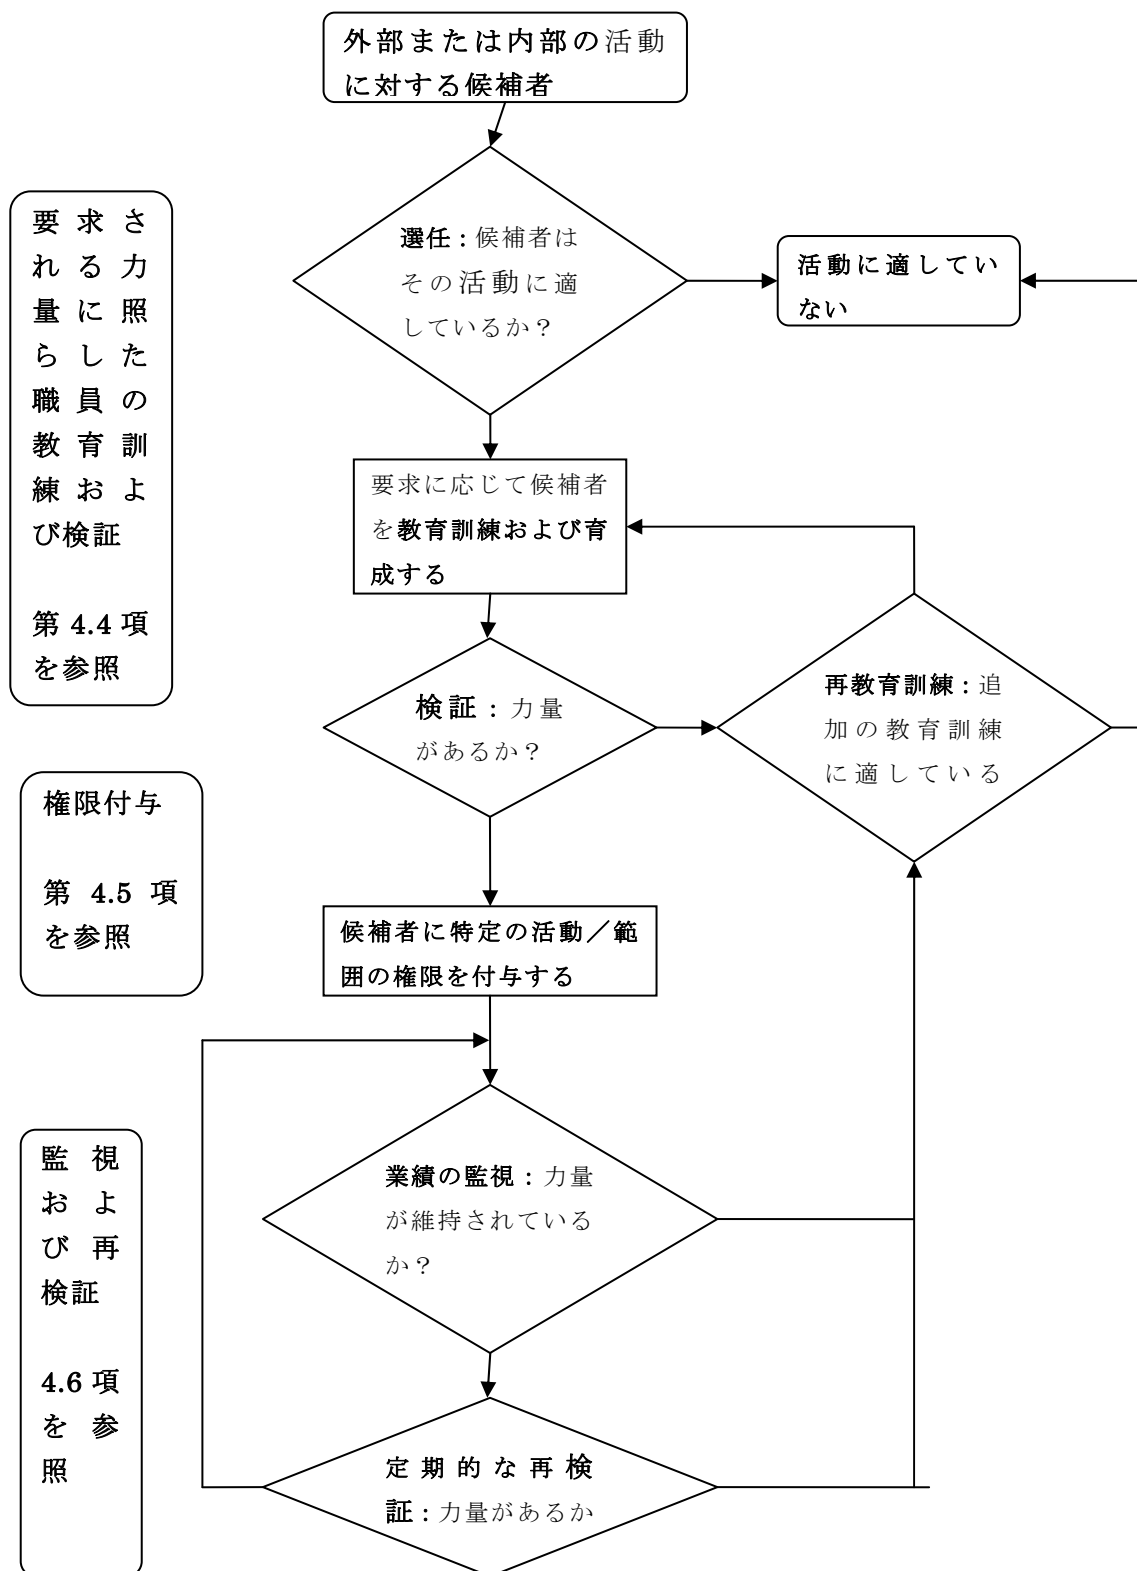 外部または内部の活動
に対する候補者
選任：候補者は
その活動に適
しているか？
活動に適してい
ない
要求さ
れる力
量に照
らした
職員の
教育訓
練およ
び検証
第 4.4 項
を参照
要求に応じて候補者
を教育訓練および育
成する
検証：力量
があるか？
再教育訓練：追
加の教育訓練
に適している
権限付与
第 4.5 項
を参照
候補者に特定の活動／範
囲の権限を付与する
業績の監視：力量
が維持されている
か？
監視
およ
び再
検証
4.6 項
を参
照
定期的な再検
証：力量があるか